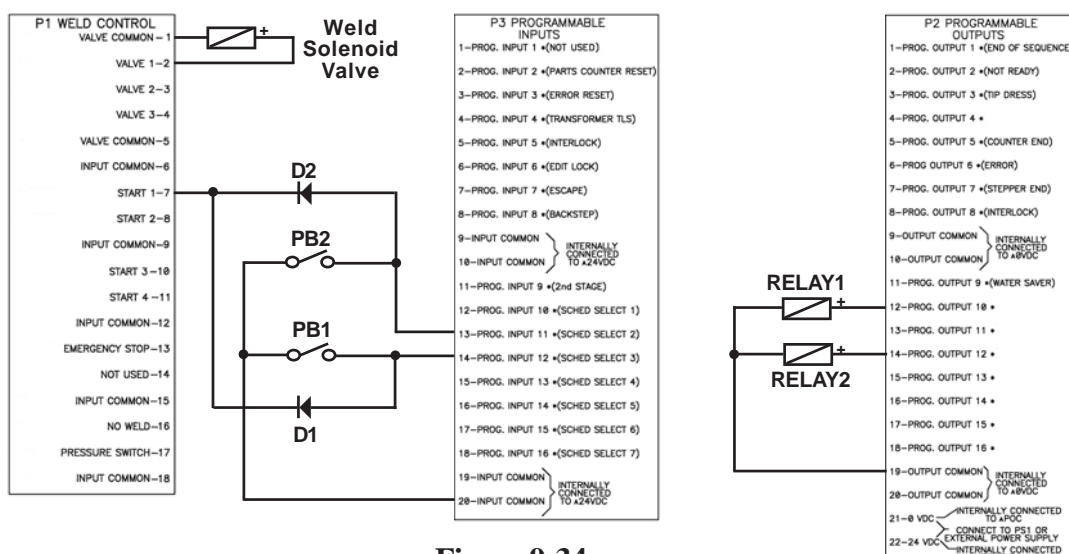 P1 WELD CONTROL
VALVE COMMON–1
VALVE 1–2
VALVE 2–3
VALVE 3–4
VALVE COMMON–5
INPUT COMMON–6
START 1–7
START 2–8
INPUT COMMON–9
START 3–10
START 4–11
INPUT COMMON–12
EMERGENCY STOP–13
NOT USED–14
INPUT COMMON–15
NO WELD–16
PRESSURE SWITCH–17
INPUT COMMON–18
+
Weld
Solenoid
Valve
D2
PB2
PB1
D1
P3 PROGRAMMABLE
INPUTS
1–PROG. INPUT 1 *(NOT USED)
2–PROG. INPUT 2 *(PARTS COUNTER RESET)
3–PROG. INPUT 3 *(ERROR RESET)
4–PROG. INPUT 4 *(TRANSFORMER TLS)
5–PROG. INPUT 5 *(INTERLOCK)
6–PROG. INPUT 6 *(EDIT LOCK)
7–PROG. INPUT 7 *(ESCAPE)
8–PROG. INPUT 8 *(BACKSTEP)
9–INPUT COMMON
10–INPUT COMMON
INTERNALLY
CONNECTED
TO ▲24VDC
11–PROG. INPUT 9 *(2nd STAGE)
12–PROG. INPUT 10 *(SCHED SELECT 1)
13–PROG. INPUT 11 *(SCHED SELECT 2)
14–PROG. INPUT 12 *(SCHED SELECT 3)
15–PROG. INPUT 13 *(SCHED SELECT 4)
16–PROG. INPUT 14 *(SCHED SELECT 5)
17–PROG. INPUT 15 *(SCHED SELECT 6)
18–PROG. INPUT 16 *(SCHED SELECT 7)
19–INPUT COMMON
20–INPUT COMMON
INTERNALLY
CONNECTED
TO ▲24VDC
RELAY1
+
RELAY2
+
P2 PROGRAMMABLE
OUTPUTS
1–PROG. OUTPUT 1 *(END OF SEQUENCE
2–PROG. OUTPUT 2 *(NOT READY)
3–PROG. OUTPUT 3 *(TIP DRESS)
4–PROG. OUTPUT 4 *
5–PROG. OUTPUT 5 *(COUNTER END)
6–PROG OUTPUT 6 *(ERROR)
7–PROG. OUTPUT 7 *(STEPPER END)
8–PROG. OUTPUT 8 *(INTERLOCK)
9–OUTPUT COMMON
10–OUTPUT COMMON
INTERNALLY
CONNECTED
TO ▲0VDC
11–PROG. OUTPUT 9 *(WATER SAVER)
12–PROG. OUTPUT 10 *
13–PROG. OUTPUT 11 *
14–PROG. OUTPUT 12 *
15–PROG. OUTPUT 13 *
16–PROG. OUTPUT 14 *
17–PROG. OUTPUT 15 *
18–PROG. OUTPUT 16 *
19–OUTPUT COMMON
20–OUTPUT COMMON
INTERNALLY
CONNECTED
TO ▲0VDC
21–0 VDC
INTERNALLY CONNECTED
TO ▲POC
CONNECT TO PS1 OR
EXTERNAL POWER SUPPLY
22–24 VDC
INTERNALLY CONNECTED